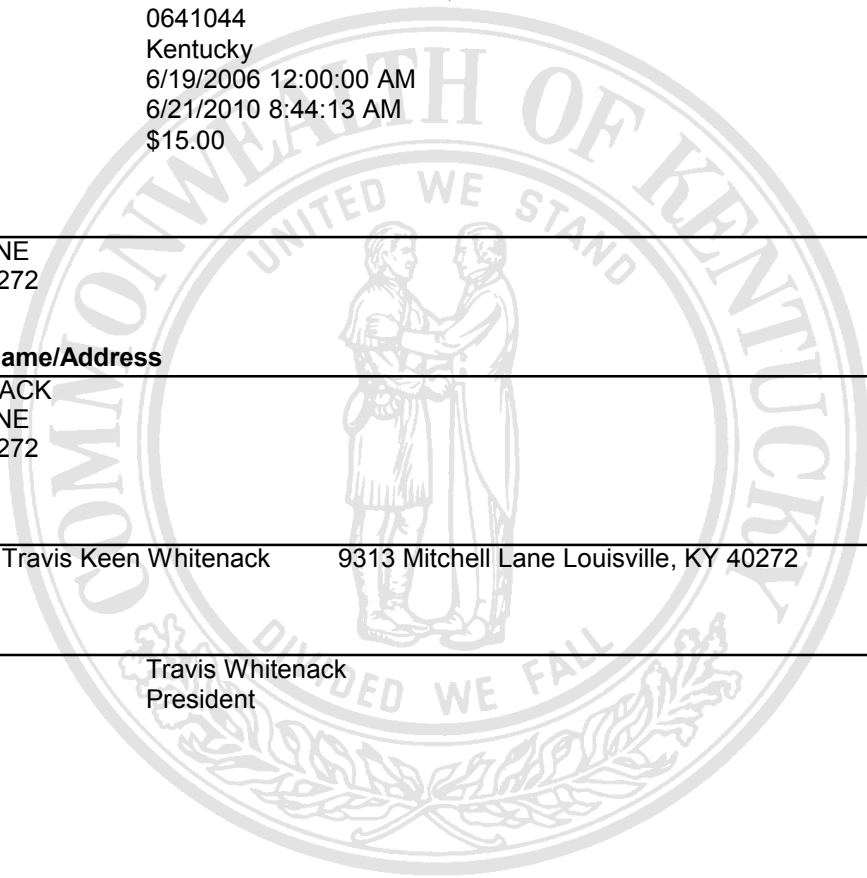 0641044
Kentucky
6/19/2006 12:00:00 AM
6/21/2010 8:44:13 AM
$15.00
NE
272
ame/Address
ACK
NE
272
Travis Keen Whitenack 9313 Mitchell Lane Louisville, KY 40272
Travis Whitenack
President
COMMONWEALTH OF KENTUCKY
UNITED WE STAND
DIVIDED WE FALL